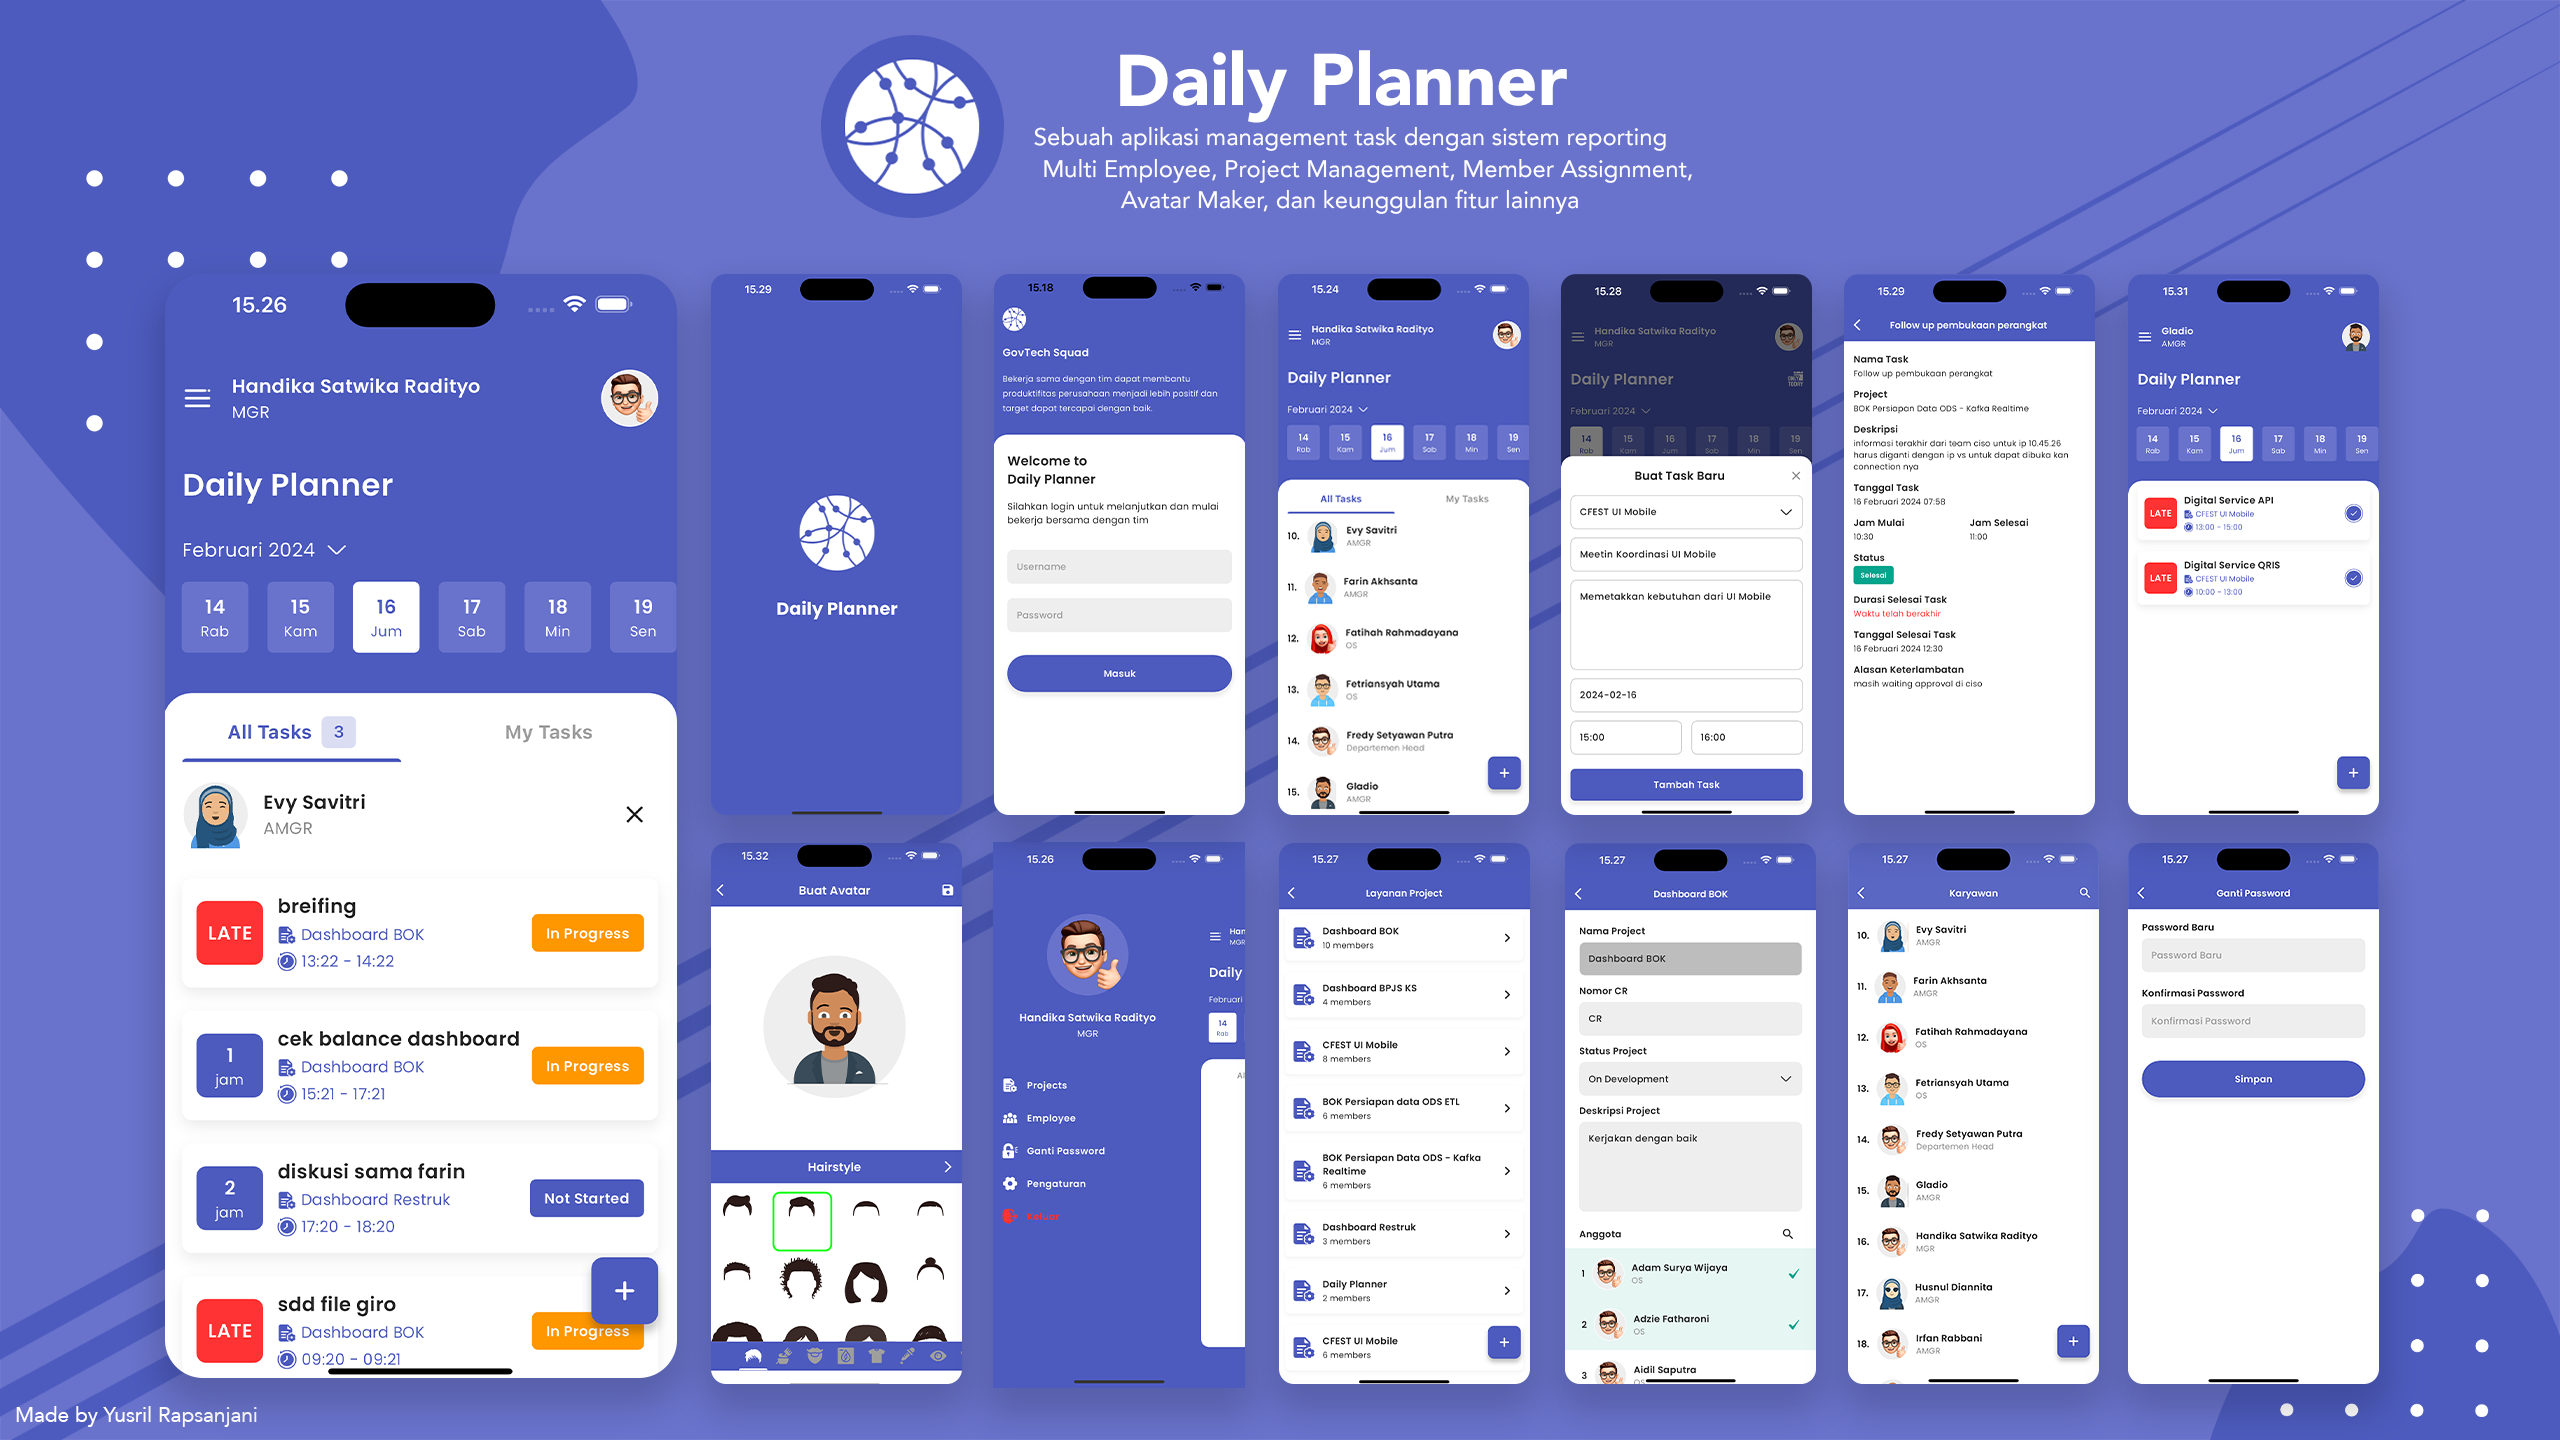 Daily Planner
Sebuah aplikasi management task dengan sistem reporting
Multi Employee, Project Management, Member Assignment,
Avatar Maker, dan keunggulan fitur lainnya
15.26
Handika Satwika Radityo
MGR
Daily Planner
Februari 2024
14 15 16 17 18 19
Rab Kam Jum Sab Min Sen
All Tasks 3 My Tasks
Evy Savitri
AMGR
LATE
breifing
Dashboard BOK
13:22 - 14:22
In Progress
1
jam
cek balance dashboard
Dashboard BOK
15:21 - 17:21
In Progress
2
jam
diskusi sama farin
Dashboard Restruk
17:20 - 18:20
Not Started
LATE
sdd file giro
Dashboard BOK
09:20 - 09:21
In Progress
+
15.29
Daily Planner
15.18
GovTech Squad
Bekerja sama dengan tim dapat membantu
produktifitas perusahaan menjadi lebih positif dan
target dapat tercapai dengan baik.
Welcome to
Daily Planner
Silahkan login untuk melanjutkan dan mulai
bekerja bersama dengan tim
Username
Password
Masuk
15.24
Handika Satwika Radityo
MGR
Daily Planner
Februari 2024
14 15 16 17 18 19
Rab Kam Jum Sab Min Sen
All Tasks My Tasks
10. Evy Savitri
AMGR
11. Farin Akhsanta
AMGR
12. Fatihah Rahmadayana
OS
13. Fetriansyah Utama
OS
14. Fredy Setyawan Putra
Departemen Head
15. Gladio
AMGR
+
15.28
Handika Satwika Radityo
MGR
Daily Planner
TODAY
Februari 2024
14 15 16 17 18 19
Rab Kam Jum Sab Min Sen
Buat Task Baru
CFEST UI Mobile
Meetin Koordinasi UI Mobile
Memetakkan kebutuhan dari UI Mobile
2024-02-16
15:00 16:00
Tambah Task
15.29
Follow up pembukaan perangkat
Nama Task
Follow up pembukaan perangkat
Project
BOK Persiapan Data ODS - Kafka Realtime
Deskripsi
informasi terakhir dari team ciso untuk ip 10.45.26
harus diganti dengan ip vs untuk dapat dibuka kan
connection nya
Tanggal Task
16 Februari 2024 07:58
Jam Mulai Jam Selesai
10:30 11:00
Status
Selesai
Durasi Selesai Task
Waktu telah berakhir
Tanggal Selesai Task
16 Februari 2024 12:30
Alasan Keterlambatan
masih waiting approval di ciso
15.31
Gladio
AMGR
Daily Planner
Februari 2024
14 15 16 17 18 19
Rab Kam Jum Sab Min Sen
LATE
Digital Service API
CFEST UI Mobile
13:00 - 15:00
LATE
Digital Service QRIS
CFEST UI Mobile
10:00 - 13:00
+
15.32
Buat Avatar
Hairstyle
15.26
Handika Satwika Radityo
MGR
Projects
Employee
Ganti Password
Pengaturan
Keluar
Han
MGR
Daily
Februari
14
Rab
Al
15.27
Layanan Project
Dashboard BOK
10 members
Dashboard BPJS KS
4 members
CFEST UI Mobile
8 members
BOK Persiapan data ODS ETL
6 members
BOK Persiapan Data ODS - Kafka
Realtime
6 members
Dashboard Restruk
3 members
Daily Planner
2 members
CFEST UI Mobile
6 members
+
15.27
Dashboard BOK
Nama Project
Dashboard BOK
Nomor CR
CR
Status Project
On Development
Deskripsi Project
Kerjakan dengan baik
Anggota
1 Adam Surya Wijaya
OS
2 Adzie Fatharoni
OS
3 Aidil Saputra
OS
15.27
Karyawan
10. Evy Savitri
AMGR
11. Farin Akhsanta
AMGR
12. Fatihah Rahmadayana
OS
13. Fetriansyah Utama
OS
14. Fredy Setyawan Putra
Departemen Head
15. Gladio
AMGR
16. Handika Satwika Radityo
MGR
17. Husnul Diannita
AMGR
18. Irfan Rabbani
AMGR
+
15.27
Ganti Password
Password Baru
Password Baru
Konfirmasi Password
Konfirmasi Password
Simpan
Made by Yusril Rapsanjani